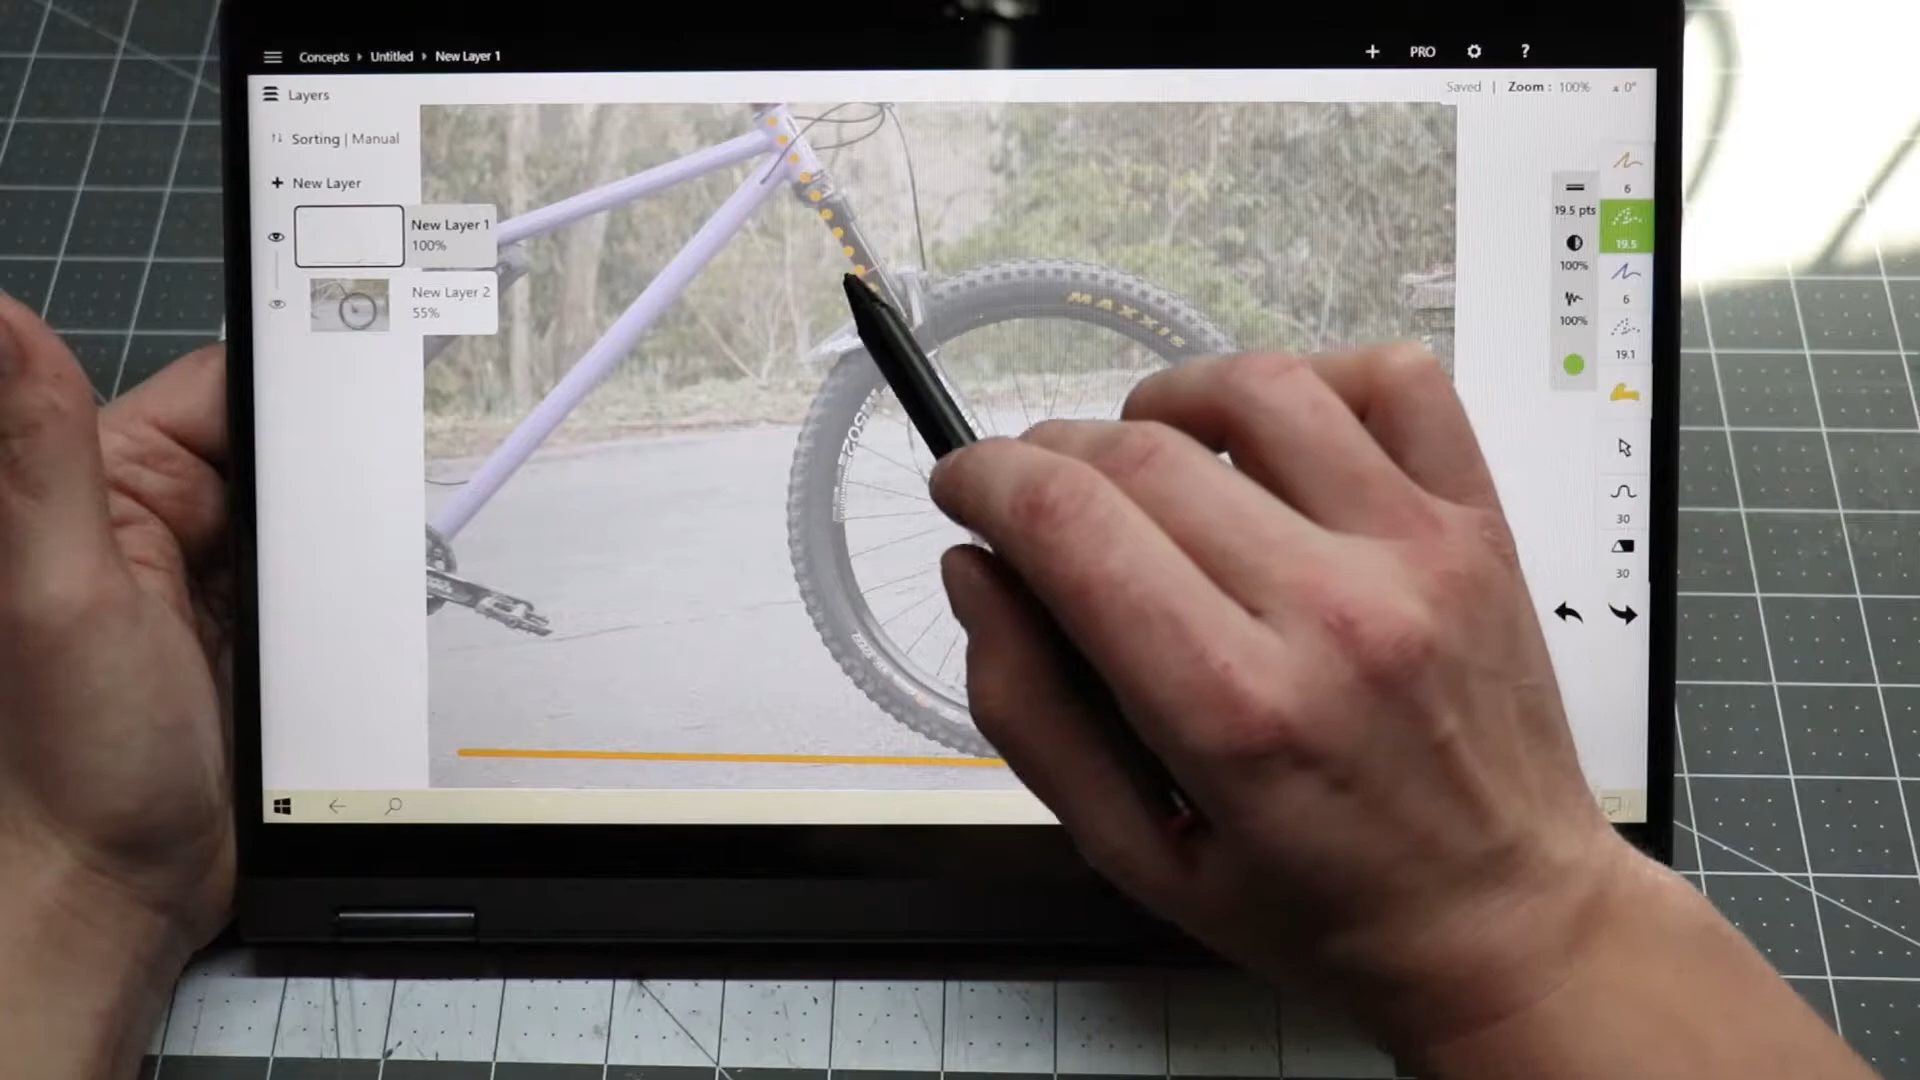 Concepts › Untitled › New Layer 1
PRO ?
Layers
Saved | Zoom : 100% 0°
Sorting | Manual
New Layer
New Layer 1
100%
New Layer 2
55%
MAXXIS
6
19.5 pts
19.5
100%
6
100%
19.1
30
30